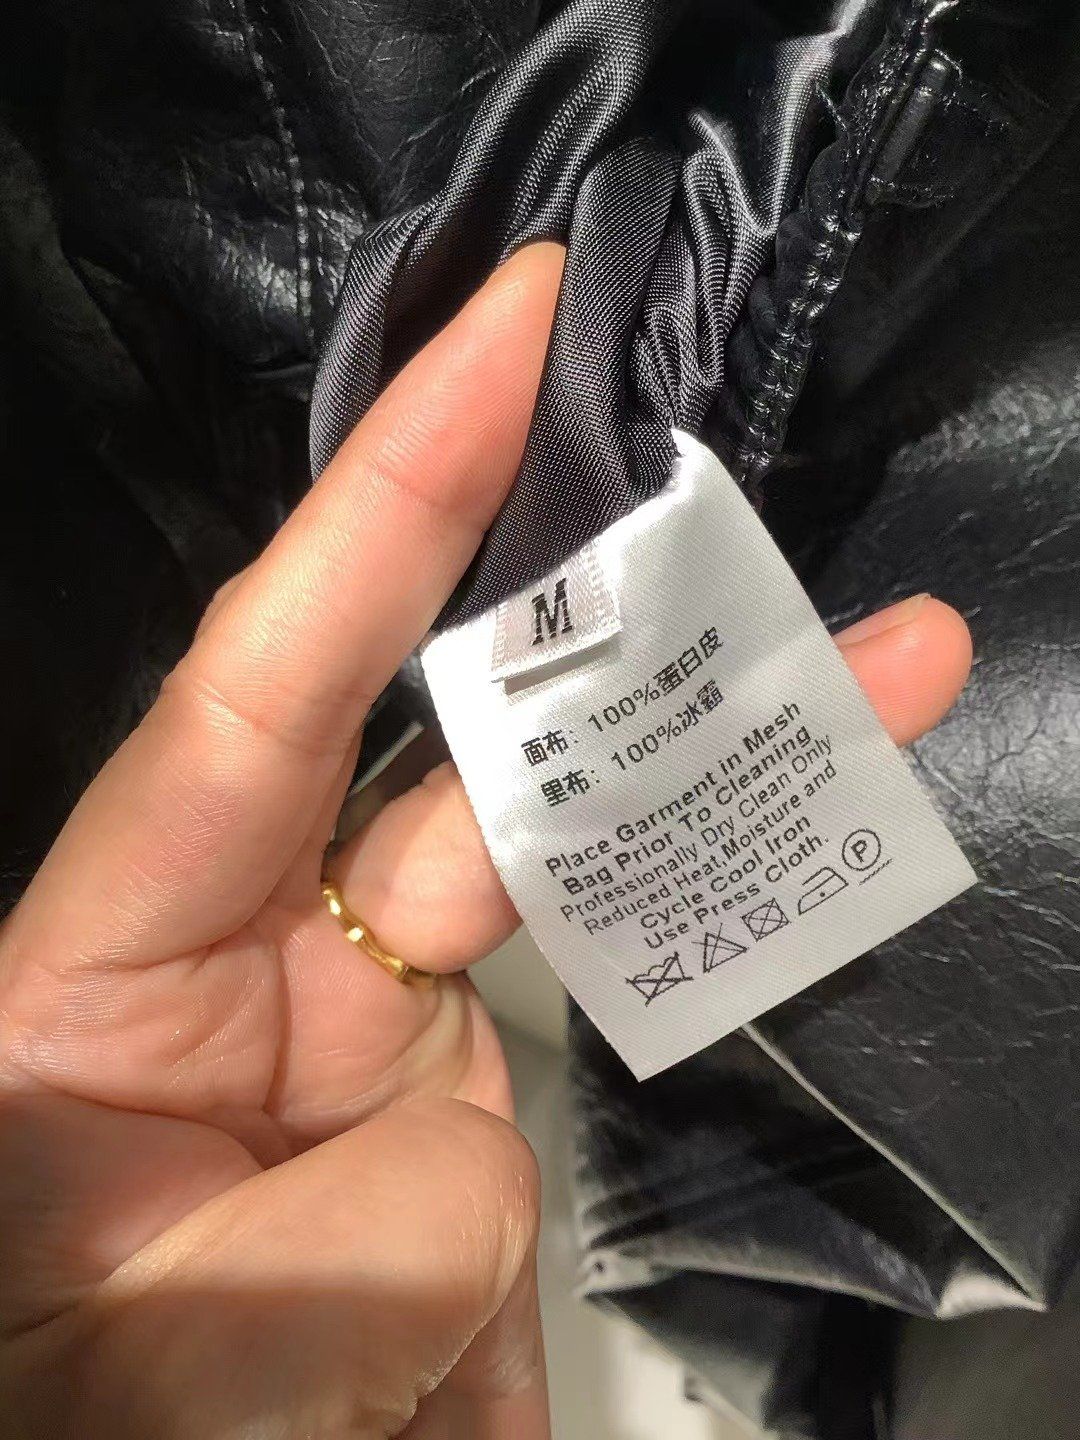 M
面布：100%蛋白皮
里布：100%冰霸
Place Garment in Mesh
Bag Prior To Cleaning
Professionally Dry Clean Only
Reduced Heat,Moisture and
Cycle Cool Iron
Use Press Cloth.
P